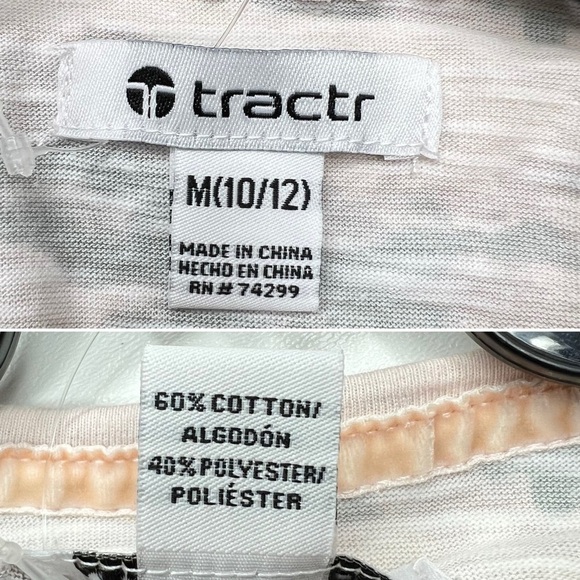 tractr
M(10/12)
MADE IN CHINA
HECHO EN CHINA
RN # 74299
60% COTTON/
ALGODÓN
40% POLYESTER/
POLIÉSTER